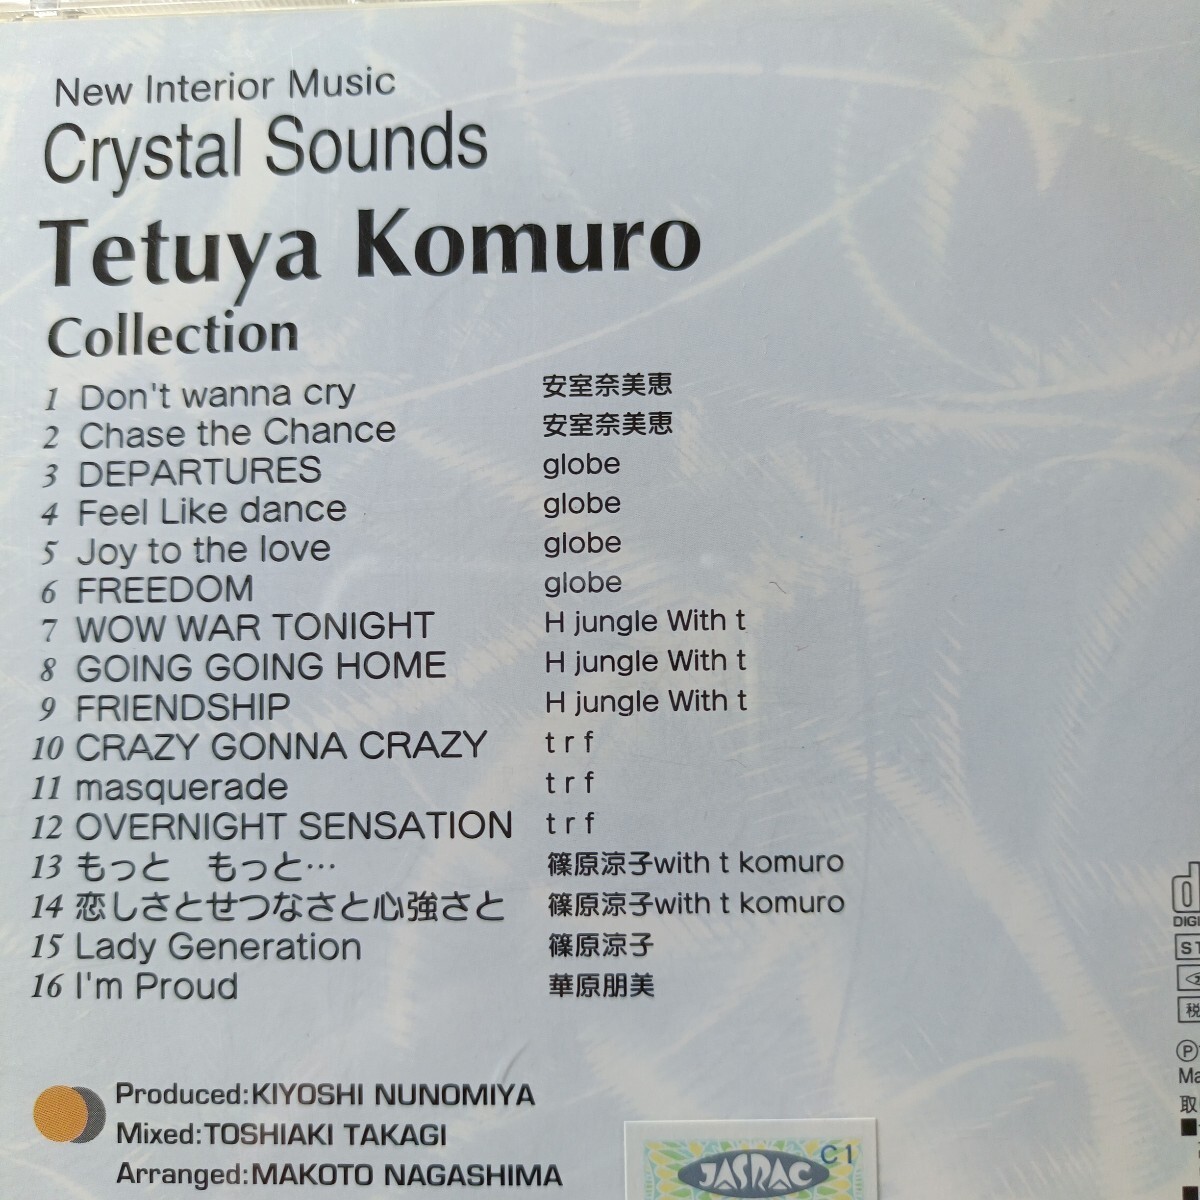 New Interior Music
Crystal Sounds
Tetuya Komuro
Collection
1 Don't wanna cry 安室奈美恵
2 Chase the Chance 安室奈美恵
3 DEPARTURES globe
4 Feel Like dance globe
5 Joy to the love globe
6 FREEDOM globe
7 WOW WAR TONIGHT H jungle With t
8 GOING GOING HOME H jungle With t
9 FRIENDSHIP H jungle With t
10 CRAZY GONNA CRAZY t r f
11 masquerade t r f
12 OVERNIGHT SENSATION t r f
13 もっと もっと… 篠原涼子with t komuro
14 恋しさとせつなさと心強さと 篠原涼子with t komuro
15 Lady Generation 篠原涼子
16 I'm Proud 華原朋美
Produced:KIYOSHI NUNOMIYA
Mixed:TOSHIAKI TAKAGI
Arranged:MAKOTO NAGASHIMA
JASRAC C1
DIG
ST
税
Ⓟ
Ma
取